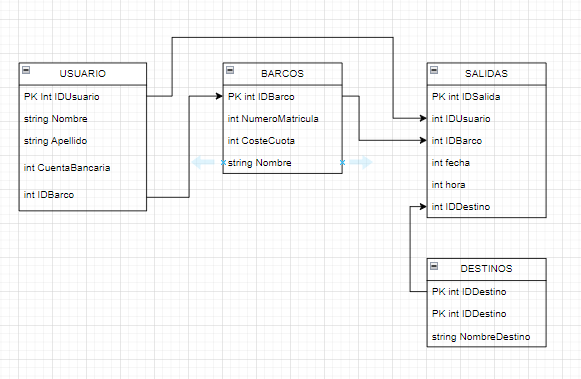 USUARIO
PK Int IDUsuario
string Nombre
string Apellido
int CuentaBancaria
int IDBarco
BARCOS
PK int IDBarco
int NumeroMatricula
int CosteCuota
string Nombre
SALIDAS
PK int IDSalida
int IDUsuario
int IDBarco
int fecha
int hora
int IDDestino
DESTINOS
PK int IDDestino
PK int IDDestino
string NombreDestino